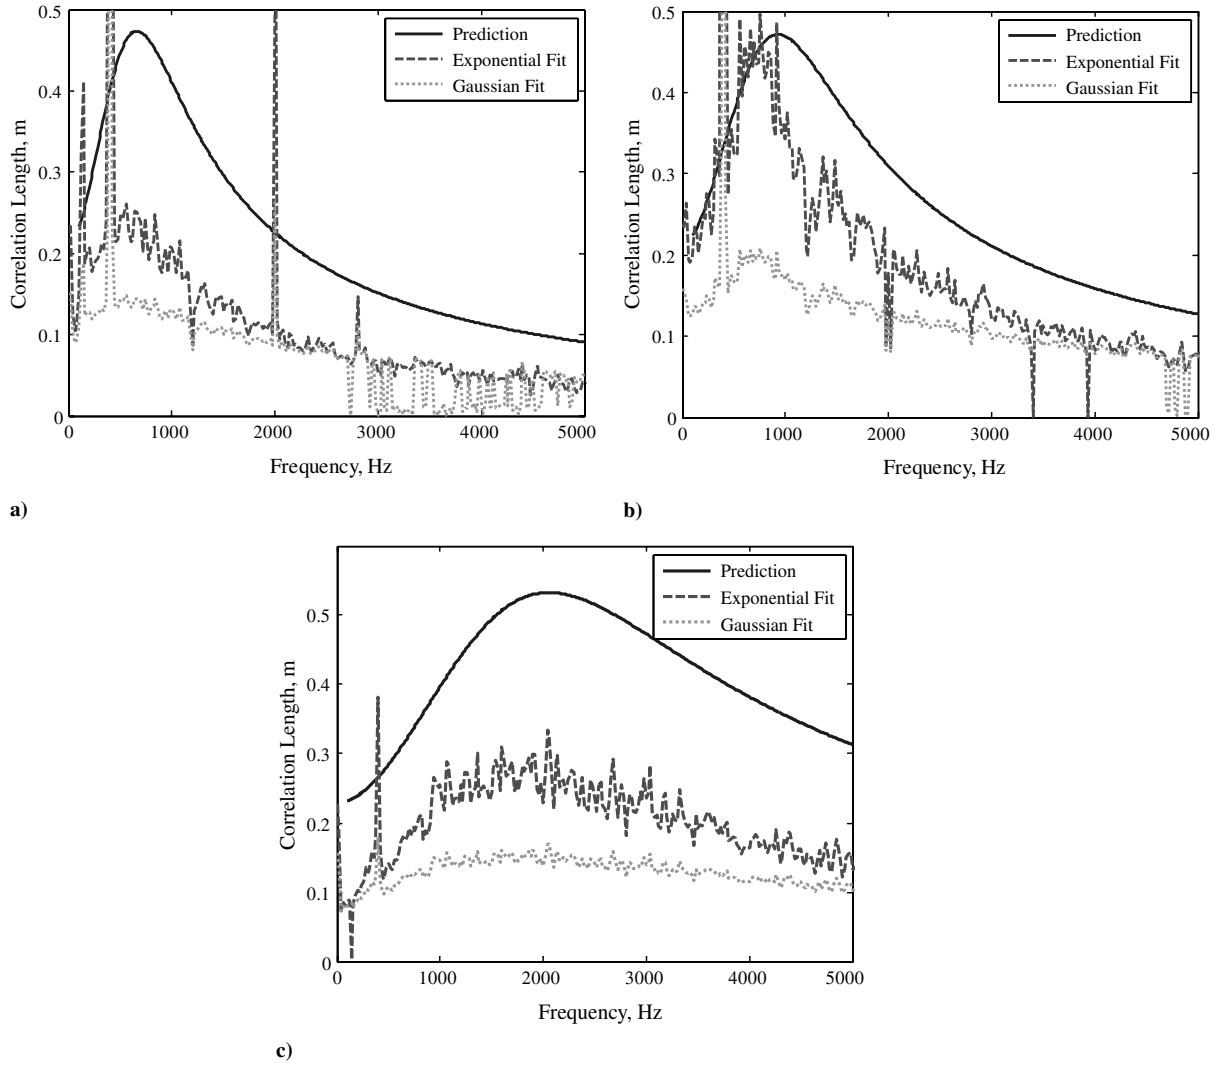 0.5
0.4
0.3
0.2
0.1
0
Correlation Length, m
0 1000 2000 3000 4000 5000
Frequency, Hz
Prediction
Exponential Fit
Gaussian Fit
a)
0.5
0.4
0.3
0.2
0.1
0
Correlation Length, m
0 1000 2000 3000 4000 5000
Frequency, Hz
Prediction
Exponential Fit
Gaussian Fit
b)
0.5
0.4
0.3
0.2
0.1
0
Correlation Length, m
0 1000 2000 3000 4000 5000
Frequency, Hz
Prediction
Exponential Fit
Gaussian Fit
c)